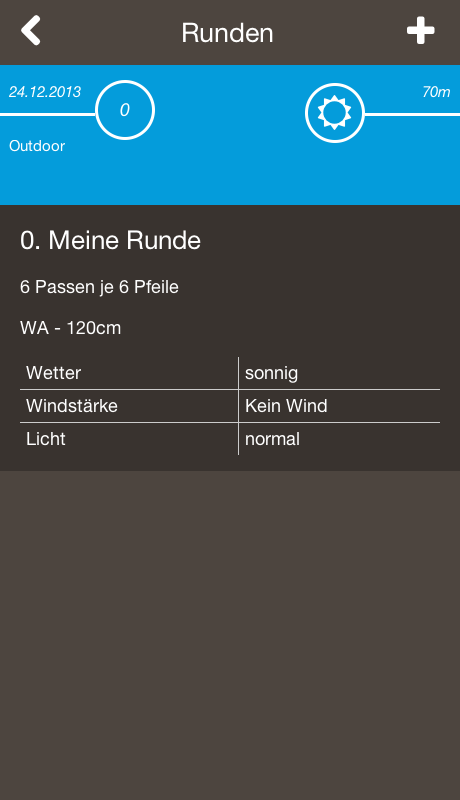 Runden
24.12.2013
0
70m
Outdoor
0. Meine Runde
6 Passen je 6 Pfeile
WA - 120cm
Wetter sonnig
Windstärke Kein Wind
Licht normal